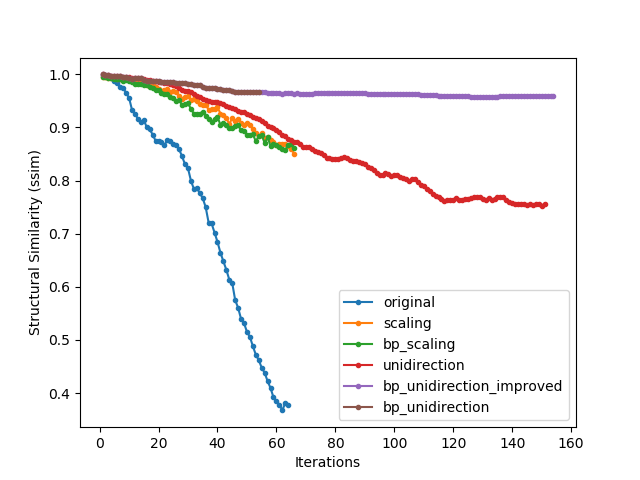 1.0
0.9
0.8
0.7
0.6
0.5
0.4
Structural Similarity (ssim)
0 20 40 60 80 100 120 140 160
Iterations
original
scaling
bp_scaling
unidirection
bp_unidirection_improved
bp_unidirection